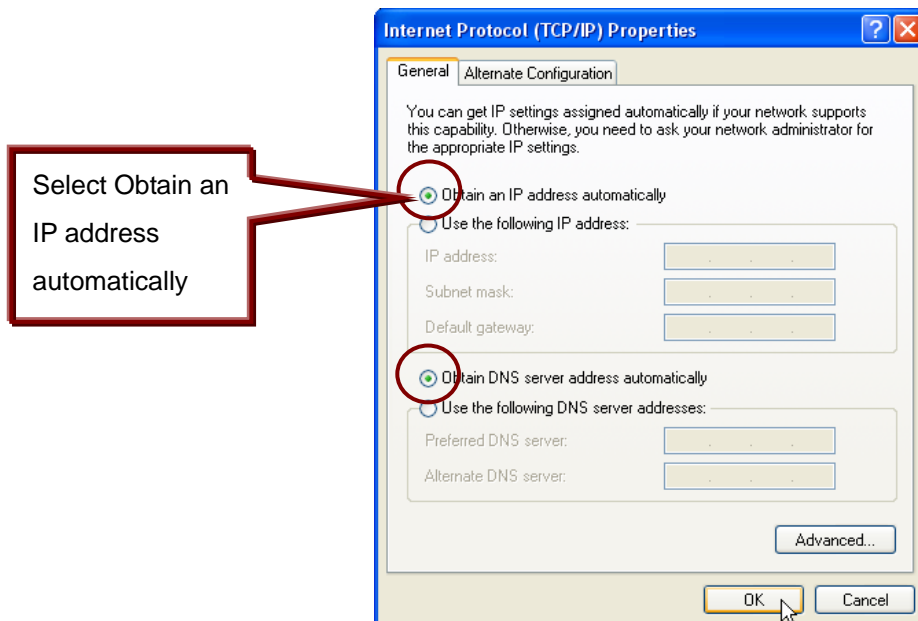 Internet Protocol (TCP/IP) Properties
General
Alternate Configuration
You can get IP settings assigned automatically if your network supports
this capability. Otherwise, you need to ask your network administrator for
the appropriate IP settings.
Select Obtain an
IP address
automatically
Obtain an IP address automatically
Use the following IP address:
IP address:
Subnet mask:
Default gateway:
Obtain DNS server address automatically
Use the following DNS server addresses:
Preferred DNS server:
Alternate DNS server:
Advanced...
OK
Cancel